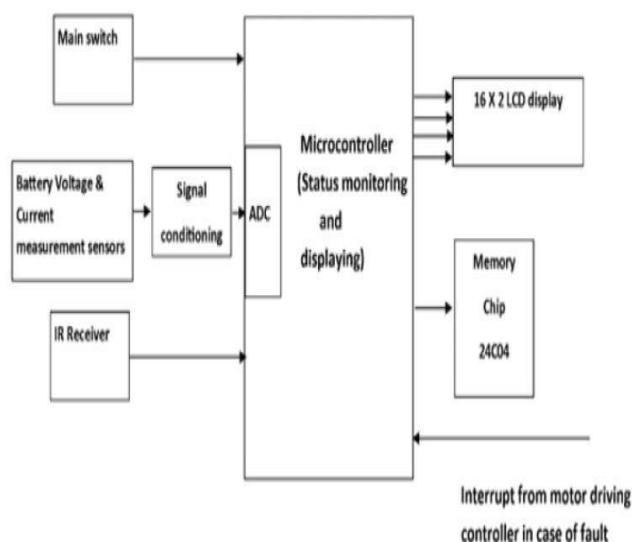 Main switch
16 X 2 LCD display
Microcontroller
(Status monitoring
and
displaying)
Battery Voltage &
Current
measurement sensors
Signal
conditioning
ADC
Memory
Chip
24C04
IR Receiver
Interrupt from motor driving
controller in case of fault